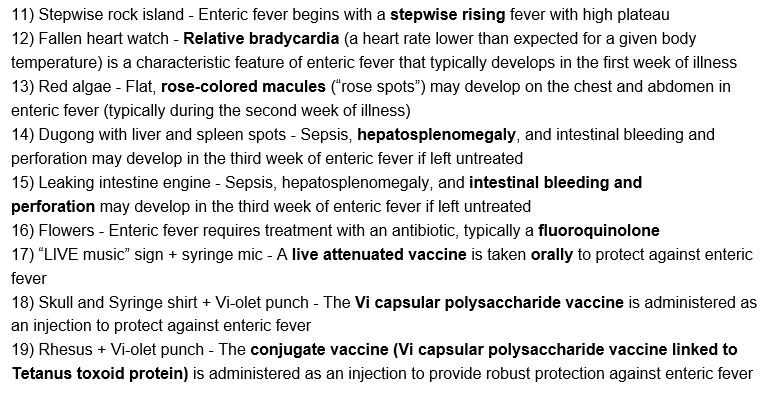 11) Stepwise rock island - Enteric fever begins with a stepwise rising fever with high plateau
12) Fallen heart watch - Relative bradycardia (a heart rate lower than expected for a given body
temperature) is a characteristic feature of enteric fever that typically develops in the first week of illness
13) Red algae - Flat, rose-colored macules (“rose spots”) may develop on the chest and abdomen in
enteric fever (typically during the second week of illness)
14) Dugong with liver and spleen spots - Sepsis, hepatosplenomegaly, and intestinal bleeding and
perforation may develop in the third week of enteric fever if left untreated
15) Leaking intestine engine - Sepsis, hepatosplenomegaly, and intestinal bleeding and
perforation may develop in the third week of enteric fever if left untreated
16) Flowers - Enteric fever requires treatment with an antibiotic, typically a fluoroquinolone
17) “LIVE music” sign + syringe mic - A live attenuated vaccine is taken orally to protect against enteric
fever
18) Skull and Syringe shirt + Vi-olet punch - The Vi capsular polysaccharide vaccine is administered as
an injection to protect against enteric fever
19) Rhesus + Vi-olet punch - The conjugate vaccine (Vi capsular polysaccharide vaccine linked to
Tetanus toxoid protein) is administered as an injection to provide robust protection against enteric fever